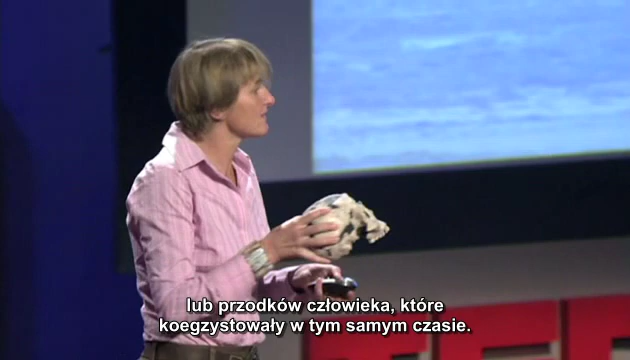 lub przodków człowieka, które
koegzystowały w tym samym czasie.